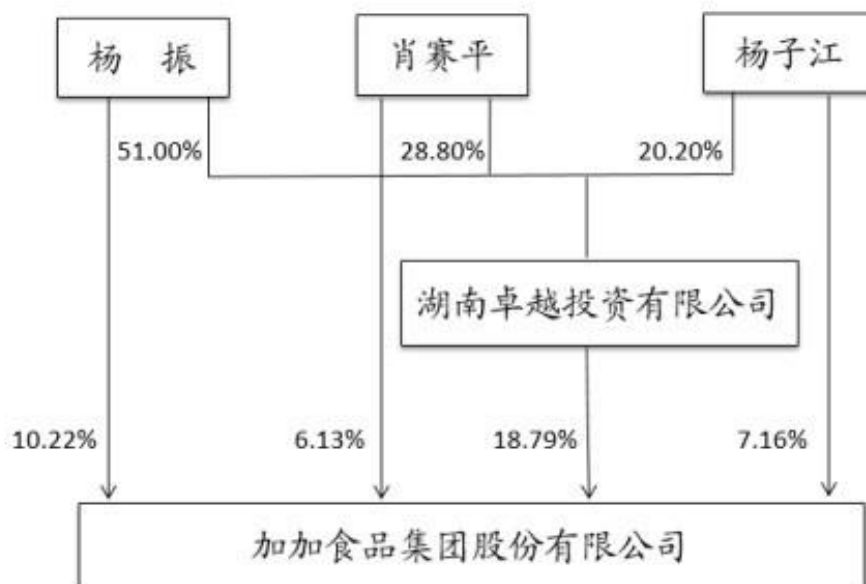 杨 振
肖赛平
杨子江
51.00%
28.80%
20.20%
湖南卓越投资有限公司
10.22%
6.13%
18.79%
7.16%
加加食品集团股份有限公司